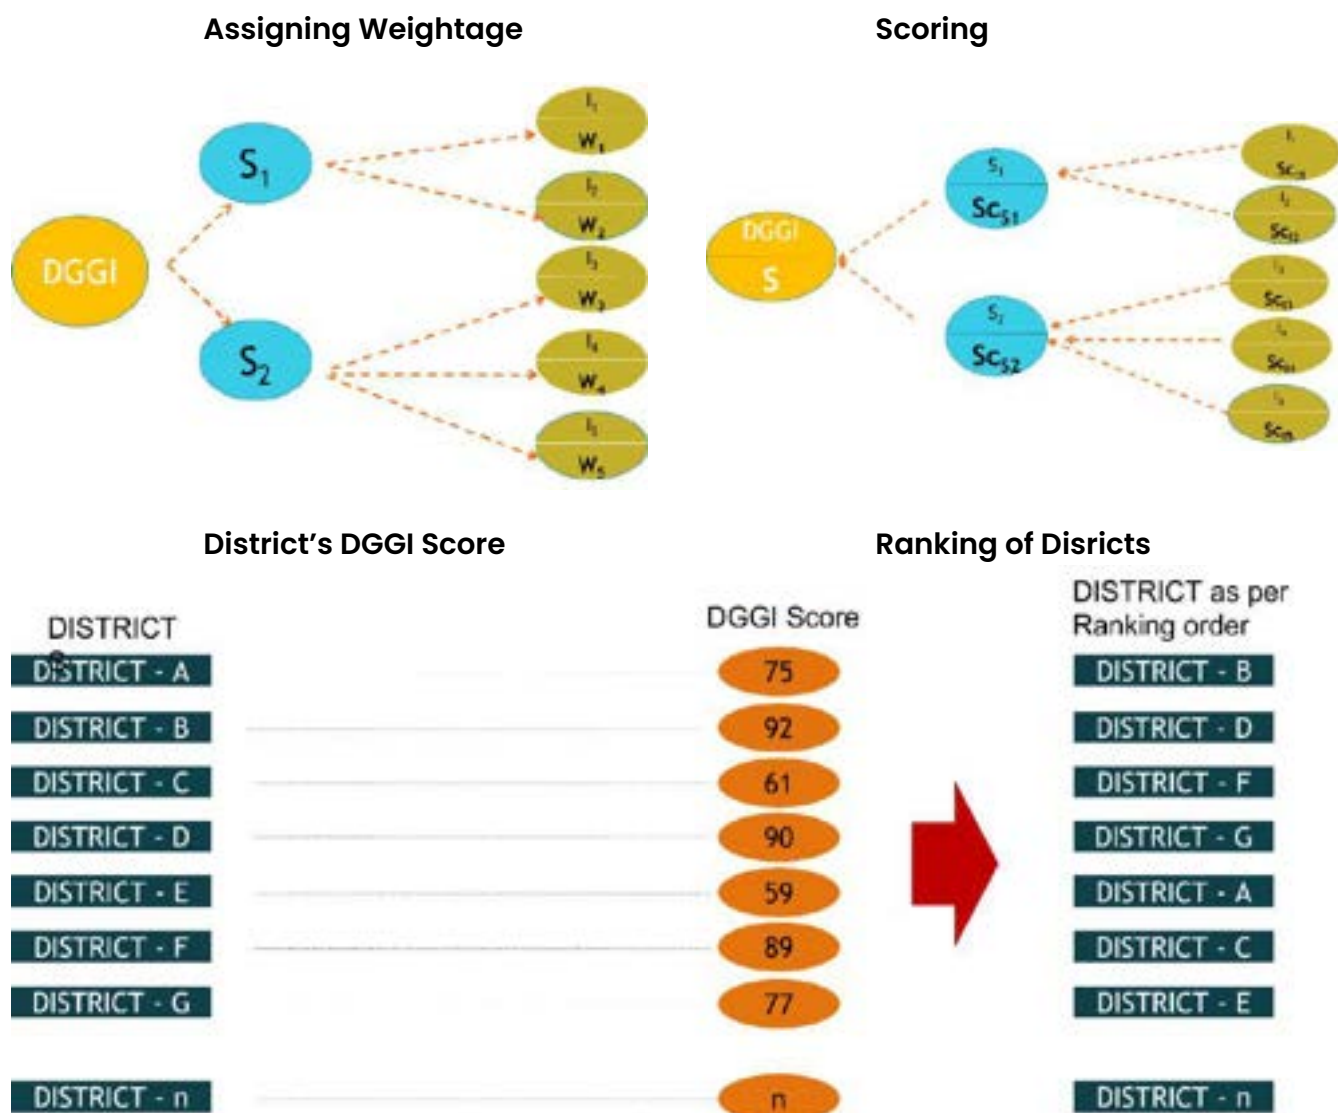 Assigning Weightage
Scoring
DGGI
S₁
S₂
I₁
W₁
I₂
W₂
I₃
W₃
I₄
W₄
I₅
W₅
DGGI
S
S₁
Sc_S1
S₂
Sc_S2
District's DGGI Score
Ranking of Disricts
DISTRICT
DGGI Score
DISTRICT as per
Ranking order
DISTRICT - A 75 DISTRICT - B
DISTRICT - B 92 DISTRICT - D
DISTRICT - C 61 DISTRICT - F
DISTRICT - D 90 DISTRICT - G
DISTRICT - E 59 DISTRICT - A
DISTRICT - F 89 DISTRICT - C
DISTRICT - G 77 DISTRICT - E
DISTRICT - n n DISTRICT - n